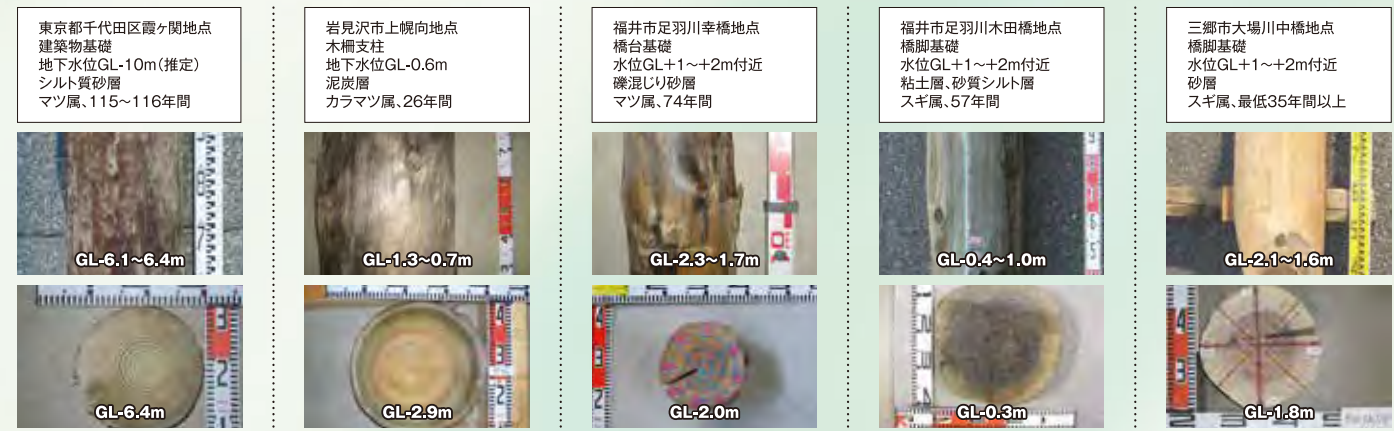 東京都千代田区霞ヶ関地点
建築物基礎
地下水位GL-10m(推定)
シルト質砂層
マツ属、115～116年間
GL-6.1~6.4m
GL-6.4m
岩見沢市上幌向地点
木柵支柱
地下水位GL-0.6m
泥炭層
カラマツ属、26年間
GL-1.3~0.7m
GL-2.9m
福井市足羽川幸橋地点
橋台基礎
水位GL+1～+2m付近
礫混じり砂層
マツ属、74年間
GL-2.3~1.7m
GL-2.0m
福井市足羽川木田橋地点
橋脚基礎
水位GL+1～+2m付近
粘土層、砂質シルト層
スギ属、57年間
GL-0.4~1.0m
GL-0.3m
三郷市大場川中橋地点
橋脚基礎
水位GL+1～+2m付近
砂層
スギ属、最低35年間以上
GL-2.1~1.6m
GL-1.8m